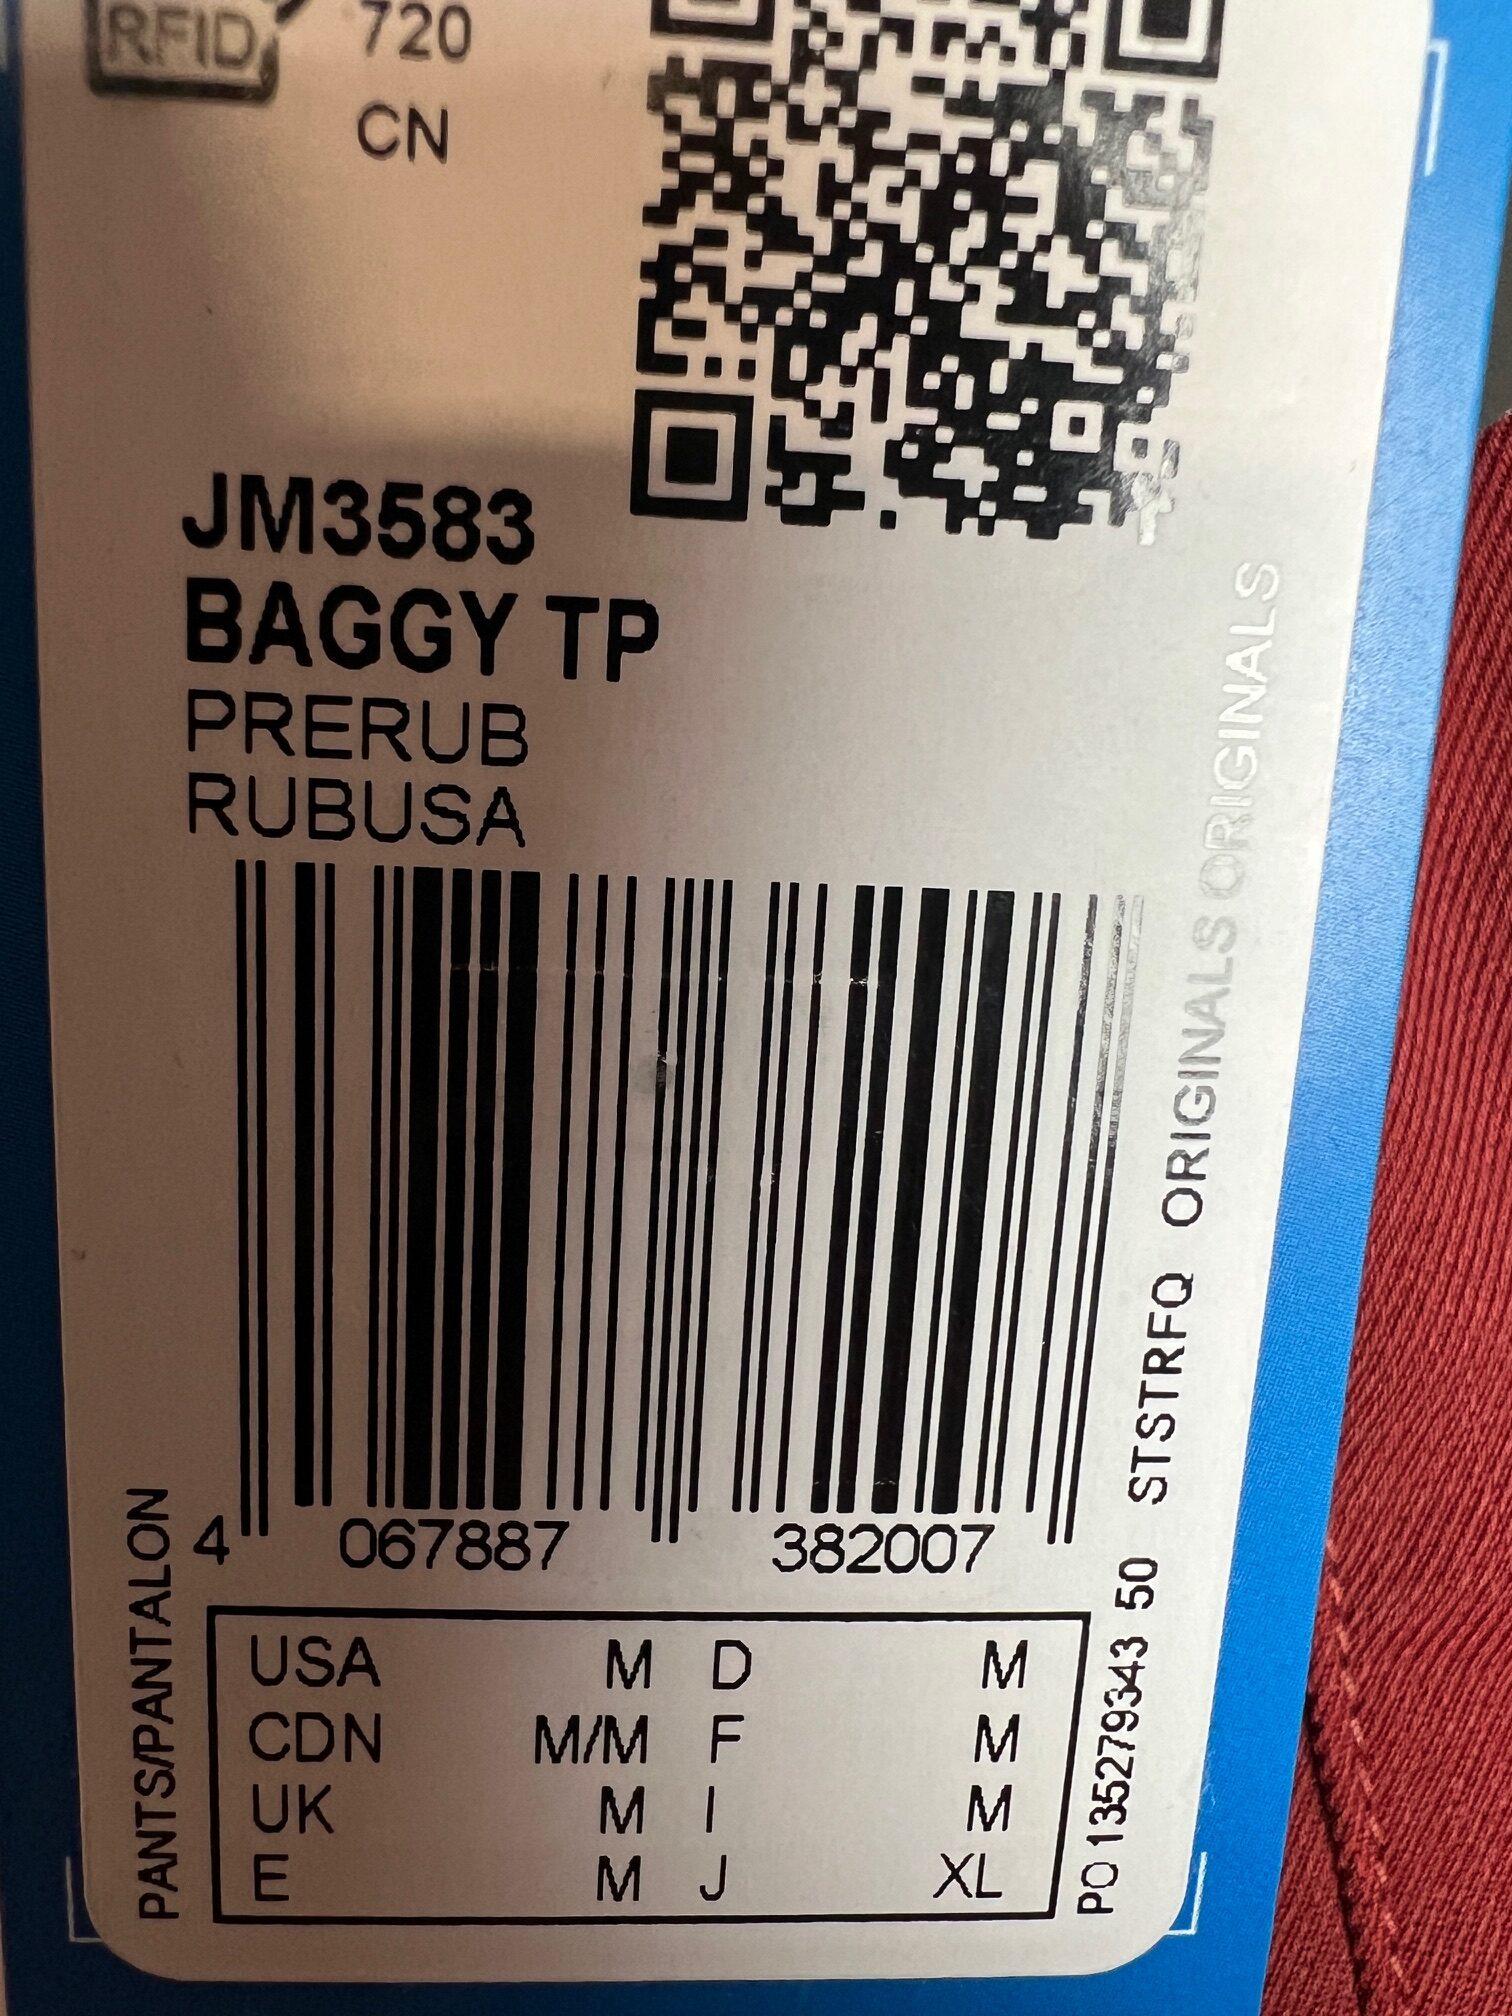 RFID
720
CN
JM3583
BAGGY TP
PRERUB
RUBUSA
4 067887 382007
PANTS/PANTALON
USA M D M
CDN M/M F M
UK M I M
E M J XL
PO 135279343 50 STSTRFQ ORIGINALS ORIGINALS